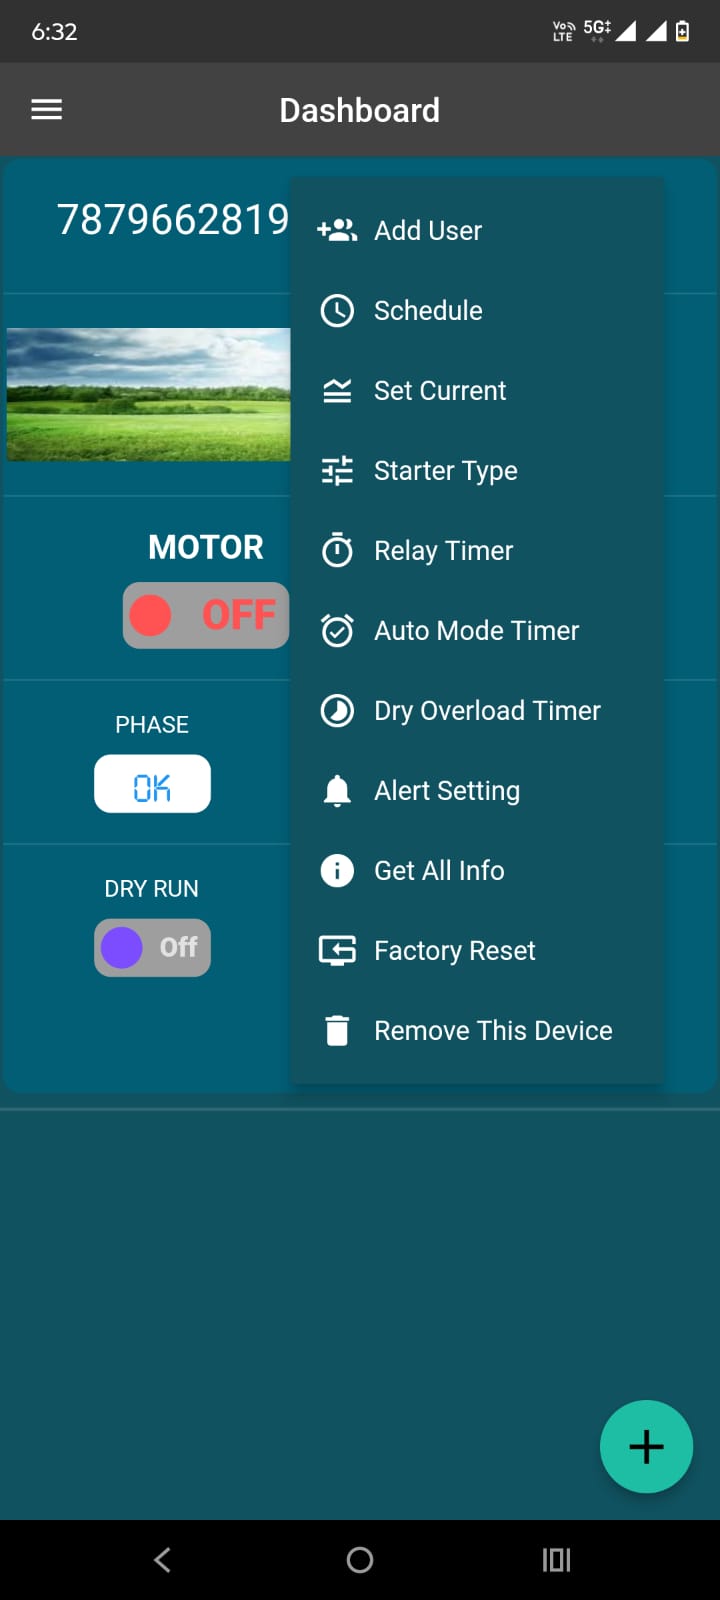 6:32
Vo LTE 5G
Dashboard
7879662819
Add User
Schedule
Set Current
Starter Type
MOTOR
OFF
Relay Timer
Auto Mode Timer
PHASE
OK
Dry Overload Timer
Alert Setting
DRY RUN
Off
Get All Info
Factory Reset
Remove This Device